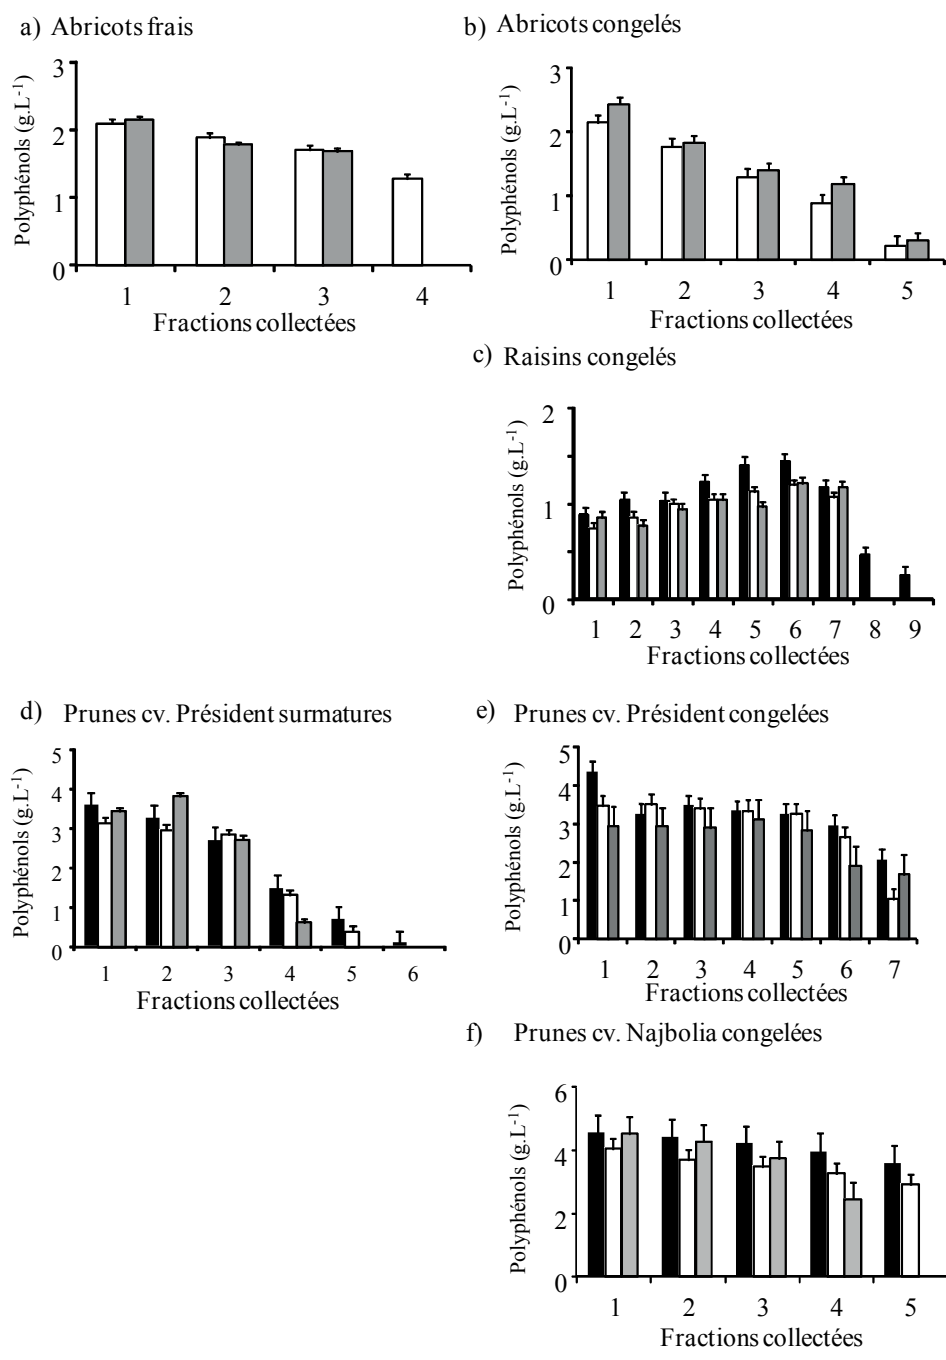 a) Abricots frais
Polyphénols (g.L-1)
3
2
1
0
1 2 3 4
Fractions collectées
b) Abricots congelés
Polyphénols (g.L-1)
3
2
1
0
1 2 3 4 5
Fractions collectées
c) Raisins congelés
Polyphénols (g.L-1)
2
1
0
1 2 3 4 5 6 7 8 9
Fractions collectées
d) Prunes cv. Président surmatures
Polyphénols (g.L-1)
5
4
3
2
1
0
1 2 3 4 5 6
Fractions collectées
e) Prunes cv. Président congelées
Polyphénols (g.L-1)
5
4
3
2
1
0
1 2 3 4 5 6 7
Fractions collectées
f) Prunes cv. Najbolia congelées
Polyphénols (g.L-1)
6
4
2
0
1 2 3 4 5
Fractions collectées